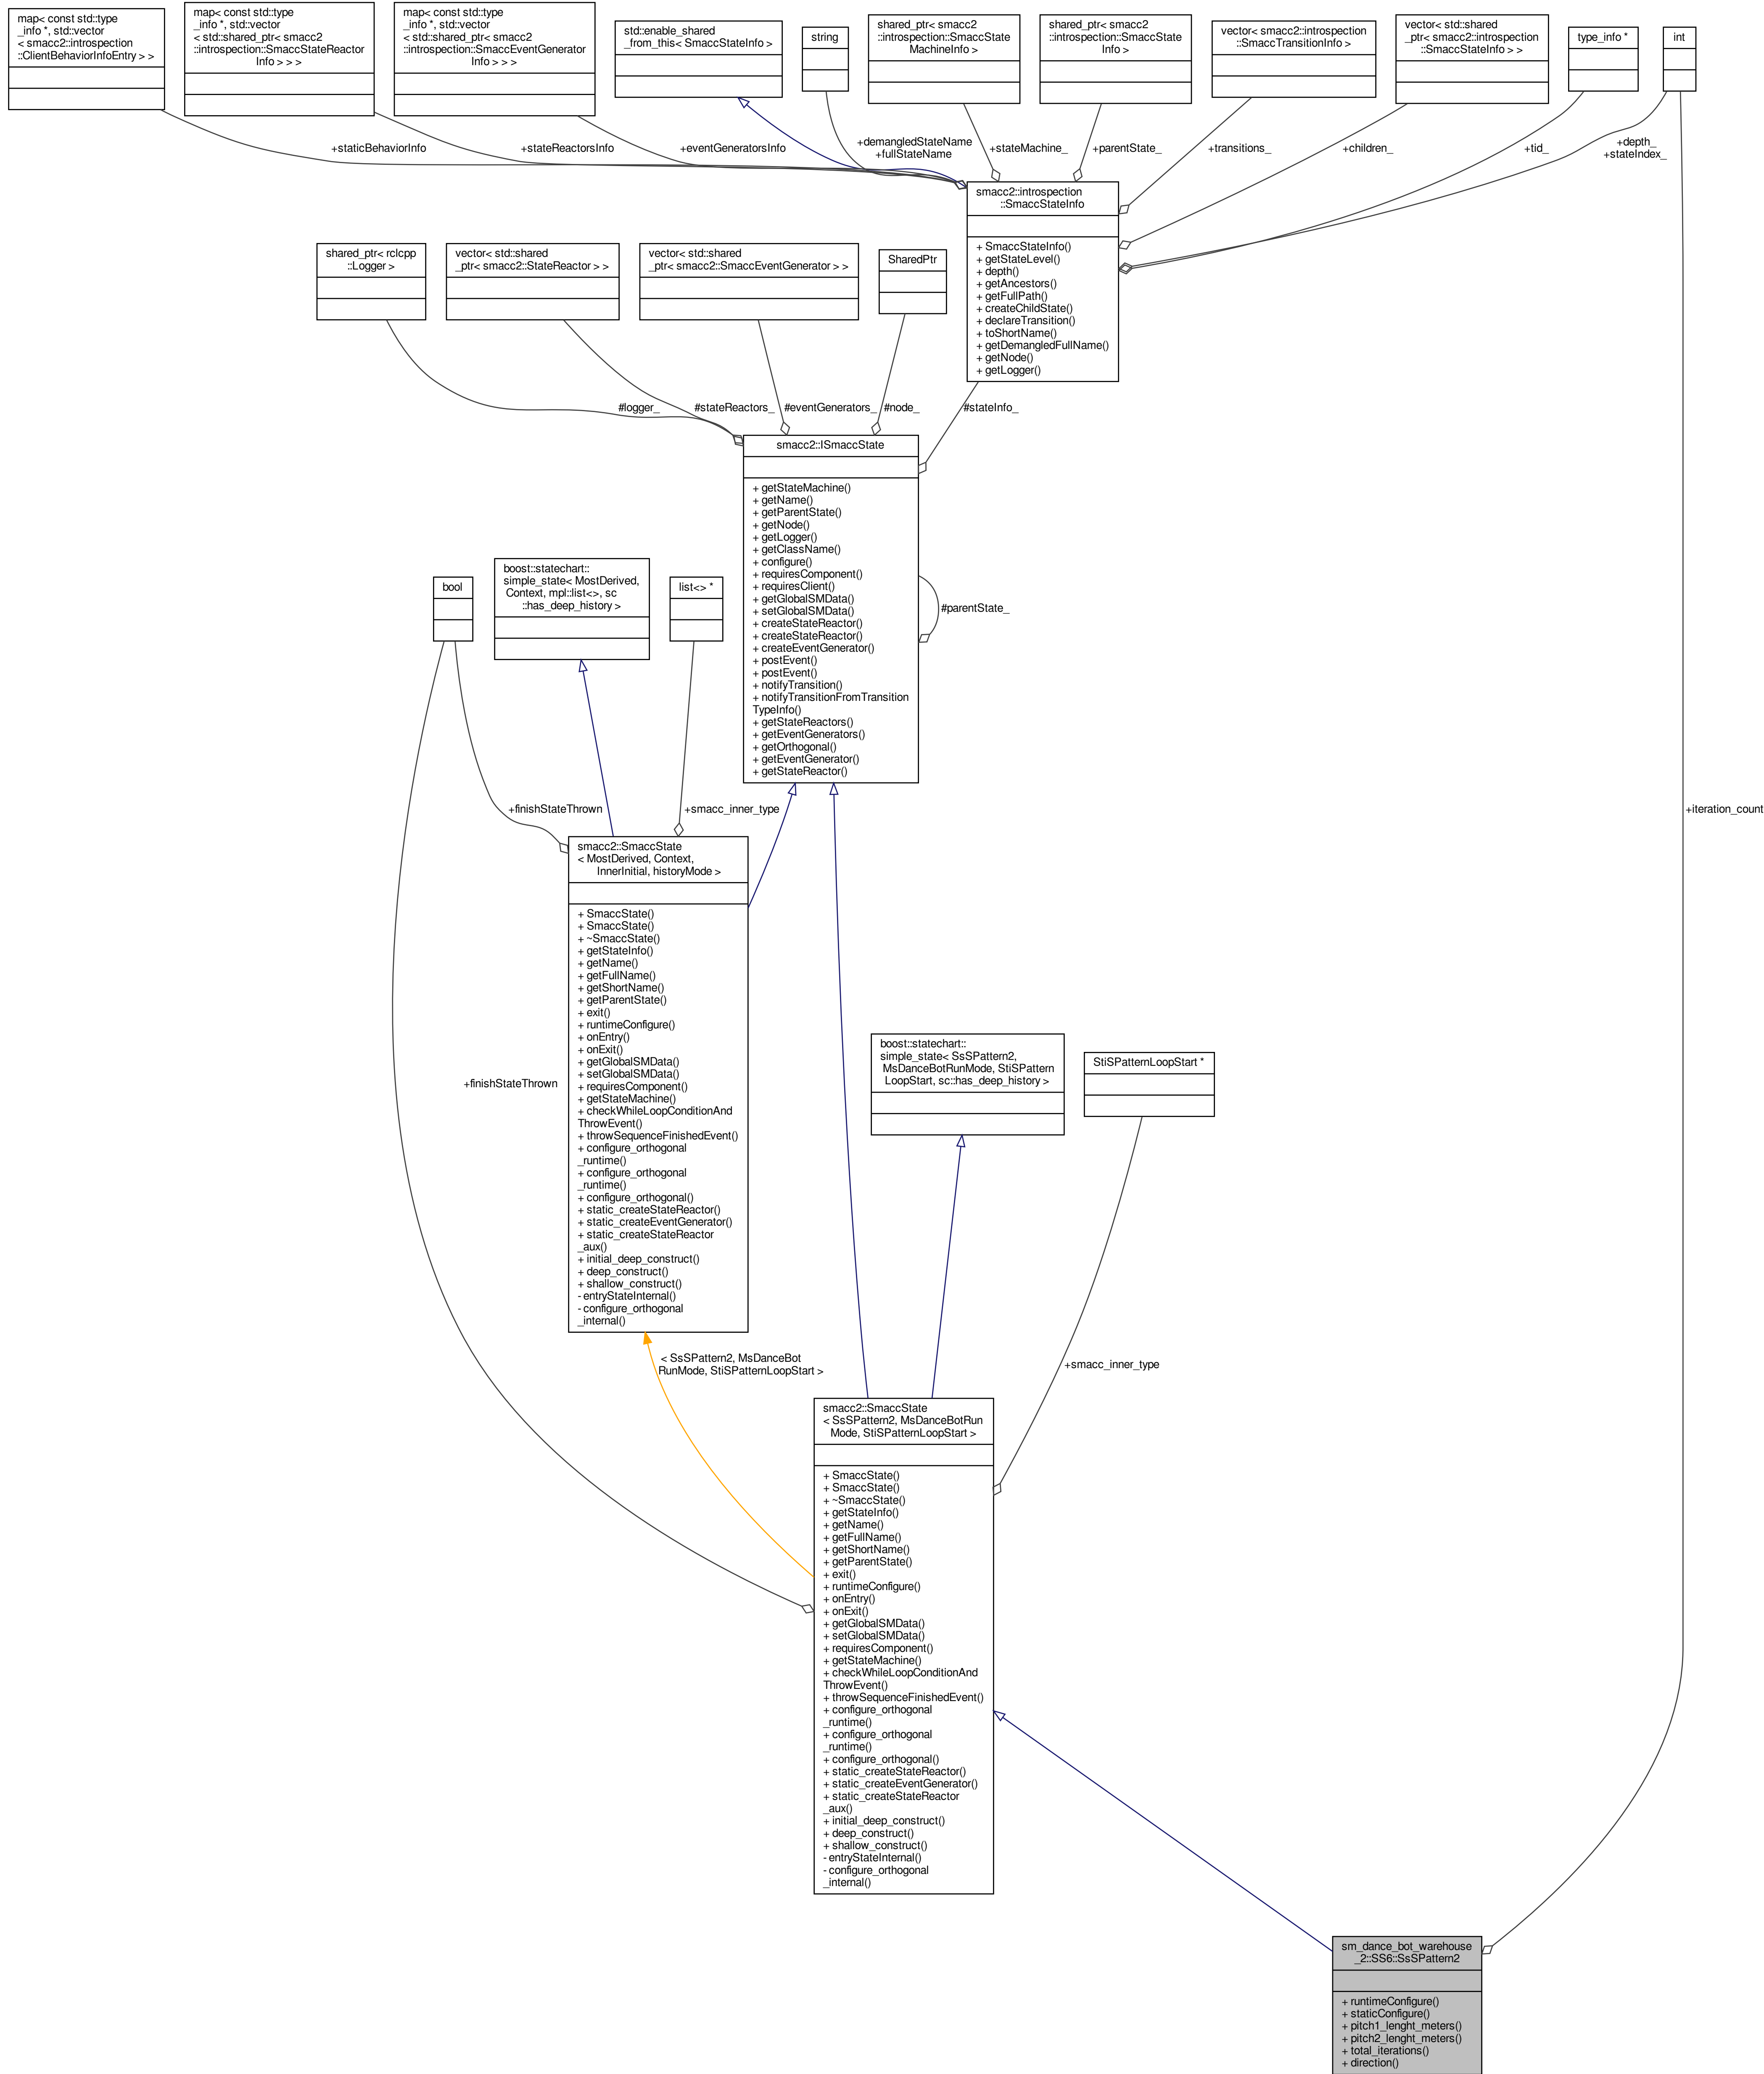 map< const std::type
_info *, std::vector
< smacc2::introspection
::ClientBehaviorInfoEntry > >
map< const std::type
_info *, std::vector
< std::shared_ptr< smacc2
::introspection::SmaccStateReactor
Info > > >
map< const std::type
_info *, std::vector
< std::shared_ptr< smacc2
::introspection::SmaccEventGenerator
Info > > >
std::enable_shared
_from_this< SmaccStateInfo >
string
shared_ptr< smacc2
::introspection::SmaccState
MachineInfo >
shared_ptr< smacc2
::introspection::SmaccState
Info >
vector< smacc2::introspection
::SmaccTransitionInfo >
vector< std::shared
_ptr< smacc2::introspection
::SmaccStateInfo > >
type_info *
int
+staticBehaviorInfo
+stateReactorsInfo
+eventGeneratorsInfo
+demangledStateName
+fullStateName
+stateMachine_
+parentState_
+transitions_
+children_
+tid_
+depth_
+stateIndex_
smacc2::introspection
::SmaccStateInfo
+ SmaccStateInfo()
+ getStateLevel()
+ depth()
+ getAncestors()
+ getFullPath()
+ createChildState()
+ declareTransition()
+ toShortName()
+ getDemangledFullName()
+ getNode()
+ getLogger()
shared_ptr< rclcpp
::Logger >
vector< std::shared
_ptr< smacc2::StateReactor > >
vector< std::shared
_ptr< smacc2::SmaccEventGenerator > >
SharedPtr
#logger_
#stateReactors_
#eventGenerators_
#node_
#stateInfo_
smacc2::ISmaccState
+ getStateMachine()
+ getName()
+ getParentState()
+ getNode()
+ getLogger()
+ getClassName()
+ configure()
+ requiresComponent()
+ requiresClient()
+ getGlobalSMData()
+ setGlobalSMData()
+ createStateReactor()
+ createStateReactor()
+ createEventGenerator()
+ postEvent()
+ postEvent()
+ notifyTransition()
+ notifyTransitionFromTransition
TypeInfo()
+ getStateReactors()
+ getEventGenerators()
+ getOrthogonal()
+ getEventGenerator()
+ getStateReactor()
#parentState_
bool
boost::statechart::
simple_state< MostDerived,
Context, mpl::list<>, sc
::has_deep_history >
list<> *
+finishStateThrown
+smacc_inner_type
+iteration_count
smacc2::SmaccState
< MostDerived, Context,
InnerInitial, historyMode >
+ SmaccState()
+ SmaccState()
+ ~SmaccState()
+ getStateInfo()
+ getName()
+ getFullName()
+ getShortName()
+ getParentState()
+ exit()
+ runtimeConfigure()
+ onEntry()
+ onExit()
+ getGlobalSMData()
+ setGlobalSMData()
+ requiresComponent()
+ getStateMachine()
+ checkWhileLoopConditionAnd
ThrowEvent()
+ throwSequenceFinishedEvent()
+ configure_orthogonal
_runtime()
+ configure_orthogonal
_runtime()
+ configure_orthogonal()
+ static_createStateReactor()
+ static_createEventGenerator()
+ static_createStateReactor
_aux()
+ initial_deep_construct()
+ deep_construct()
+ shallow_construct()
- entryStateInternal()
- configure_orthogonal
_internal()
+finishStateThrown
boost::statechart::
simple_state< SsSPattern2,
MsDanceBotRunMode, StiSPattern
LoopStart, sc::has_deep_history >
StiSPatternLoopStart *
< SsSPattern2, MsDanceBot
RunMode, StiSPatternLoopStart >
+smacc_inner_type
smacc2::SmaccState
< SsSPattern2, MsDanceBotRun
Mode, StiSPatternLoopStart >
+ SmaccState()
+ SmaccState()
+ ~SmaccState()
+ getStateInfo()
+ getName()
+ getFullName()
+ getShortName()
+ getParentState()
+ exit()
+ runtimeConfigure()
+ onEntry()
+ onExit()
+ getGlobalSMData()
+ setGlobalSMData()
+ requiresComponent()
+ getStateMachine()
+ checkWhileLoopConditionAnd
ThrowEvent()
+ throwSequenceFinishedEvent()
+ configure_orthogonal
_runtime()
+ configure_orthogonal
_runtime()
+ configure_orthogonal()
+ static_createStateReactor()
+ static_createEventGenerator()
+ static_createStateReactor
_aux()
+ initial_deep_construct()
+ deep_construct()
+ shallow_construct()
- entryStateInternal()
- configure_orthogonal
_internal()
sm_dance_bot_warehouse
_2::SS6::SsSPattern2
+ runtimeConfigure()
+ staticConfigure()
+ pitch1_lenght_meters()
+ pitch2_lenght_meters()
+ total_iterations()
+ direction()